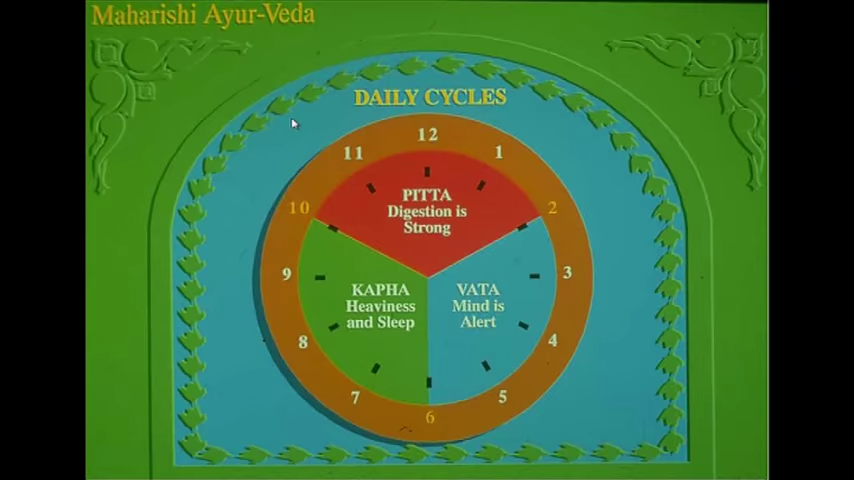 Maharishi Ayur-Veda
DAILY CYCLES
12
11
1
PITTA
Digestion is
Strong
10
2
9
3
KAPHA
Heaviness
and Sleep
VATA
Mind is
Alert
8
4
7
5
6